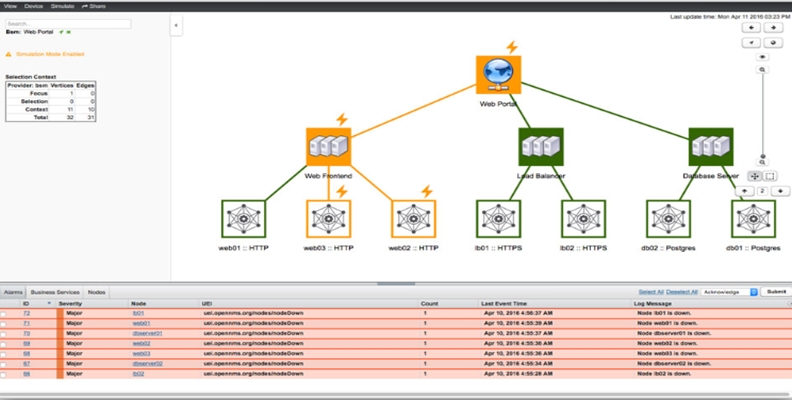 View Device Simulate Share
Last update time: Mon Apr 11 2016 03:23 PM
Search...
Bsm: Web Portal
Simulation Mode Enabled
Selection Context
Provider: bsm Vertices Edges
Focus 1 0
Selection 0 0
Context 11 10
Total 32 31
Web Portal
Web Frontend Load Balancer Database Server
2
web01 :: HTTP web03 :: HTTP web02 :: HTTP lb01 :: HTTPS lb02 :: HTTPS db02 :: Postgres db01 :: Postgres
Alarms Business Services Nodes Select All Deselect All Acknowledge Submit
ID Severity Node UEI Count Last Event Time Log Message
72 Major lb01 uei.opennms.org/nodes/nodeDown 1 Apr 10, 2016 4:56:37 AM Node lb01 is down.
71 Major web01 uei.opennms.org/nodes/nodeDown 1 Apr 10, 2016 4:55:39 AM Node web01 is down.
70 Major dbserver01 uei.opennms.org/nodes/nodeDown 1 Apr 10, 2016 4:55:38 AM Node dbserver01 is down.
69 Major web02 uei.opennms.org/nodes/nodeDown 1 Apr 10, 2016 4:55:36 AM Node web02 is down.
68 Major web03 uei.opennms.org/nodes/nodeDown 1 Apr 10, 2016 4:55:36 AM Node web03 is down.
67 Major dbserver02 uei.opennms.org/nodes/nodeDown 1 Apr 10, 2016 4:55:34 AM Node dbserver02 is down.
66 Major lb02 uei.opennms.org/nodes/nodeDown 1 Apr 10, 2016 4:55:28 AM Node lb02 is down.